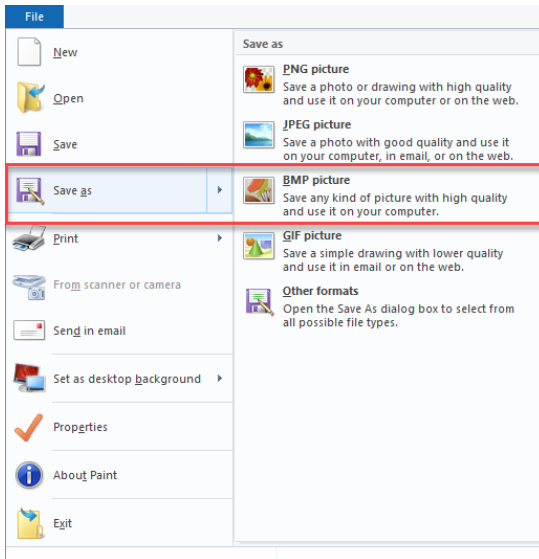 File
New
Open
Save
Save as
Print
From scanner or camera
Send in email
Set as desktop background
Properties
About Paint
Exit
Save as
PNG picture
Save a photo or drawing with high quality
and use it on your computer or on the web.
JPEG picture
Save a photo with good quality and use it
on your computer, in email, or on the web.
BMP picture
Save any kind of picture with high quality
and use it on your computer.
GIF picture
Save a simple drawing with lower quality
and use it in email or on the web.
Other formats
Open the Save As dialog box to select from
all possible file types.